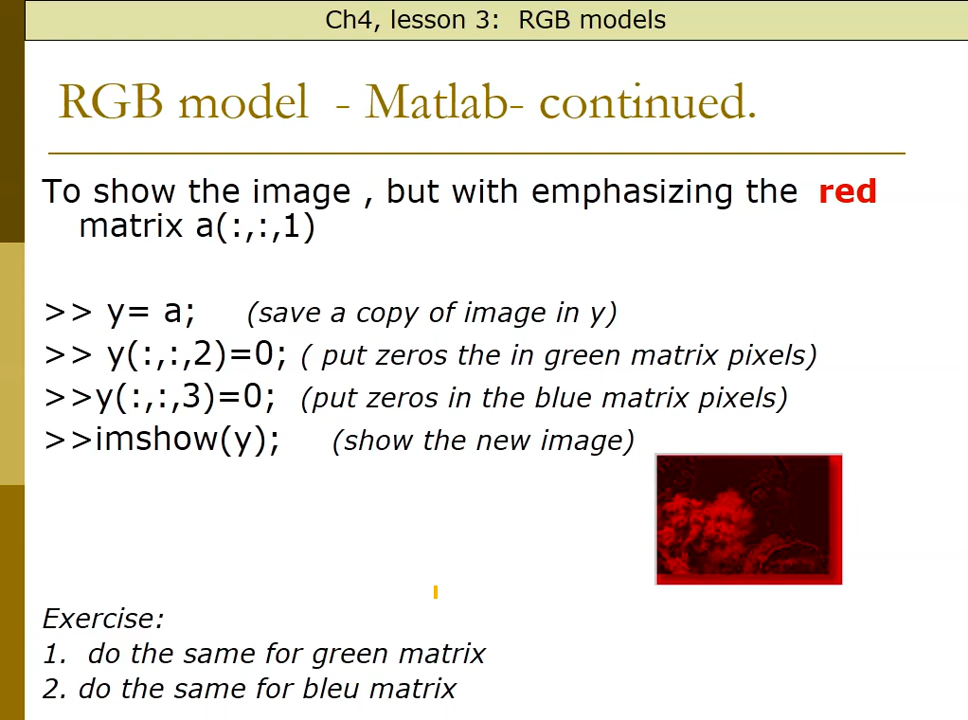 Ch4, lesson 3:  RGB models
RGB model  - Matlab- continued.
To show the image , but with emphasizing the  red
matrix a(:,:,1)
>> y= a;    (save a copy of image in y)
>> y(:,:,2)=0; ( put zeros the in green matrix pixels)
>>y(:,:,3)=0;  (put zeros in the blue matrix pixels)
>>imshow(y);    (show the new image)
Exercise:
1.  do the same for green matrix
2. do the same for bleu matrix